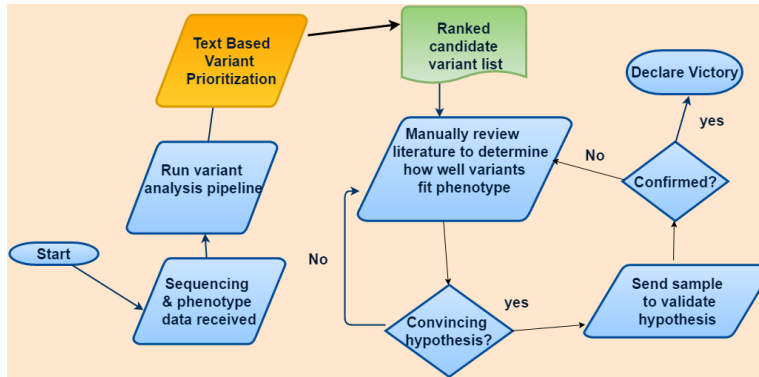 Start
Sequencing
& phenotype
data received
Run variant
analysis pipeline
Text Based
Variant
Prioritization
Ranked
candidate
variant list
Manually review
literature to determine
how well variants
fit phenotype
Convincing
hypothesis?
No
yes
Send sample
to validate
hypothesis
Confirmed?
No
yes
Declare Victory